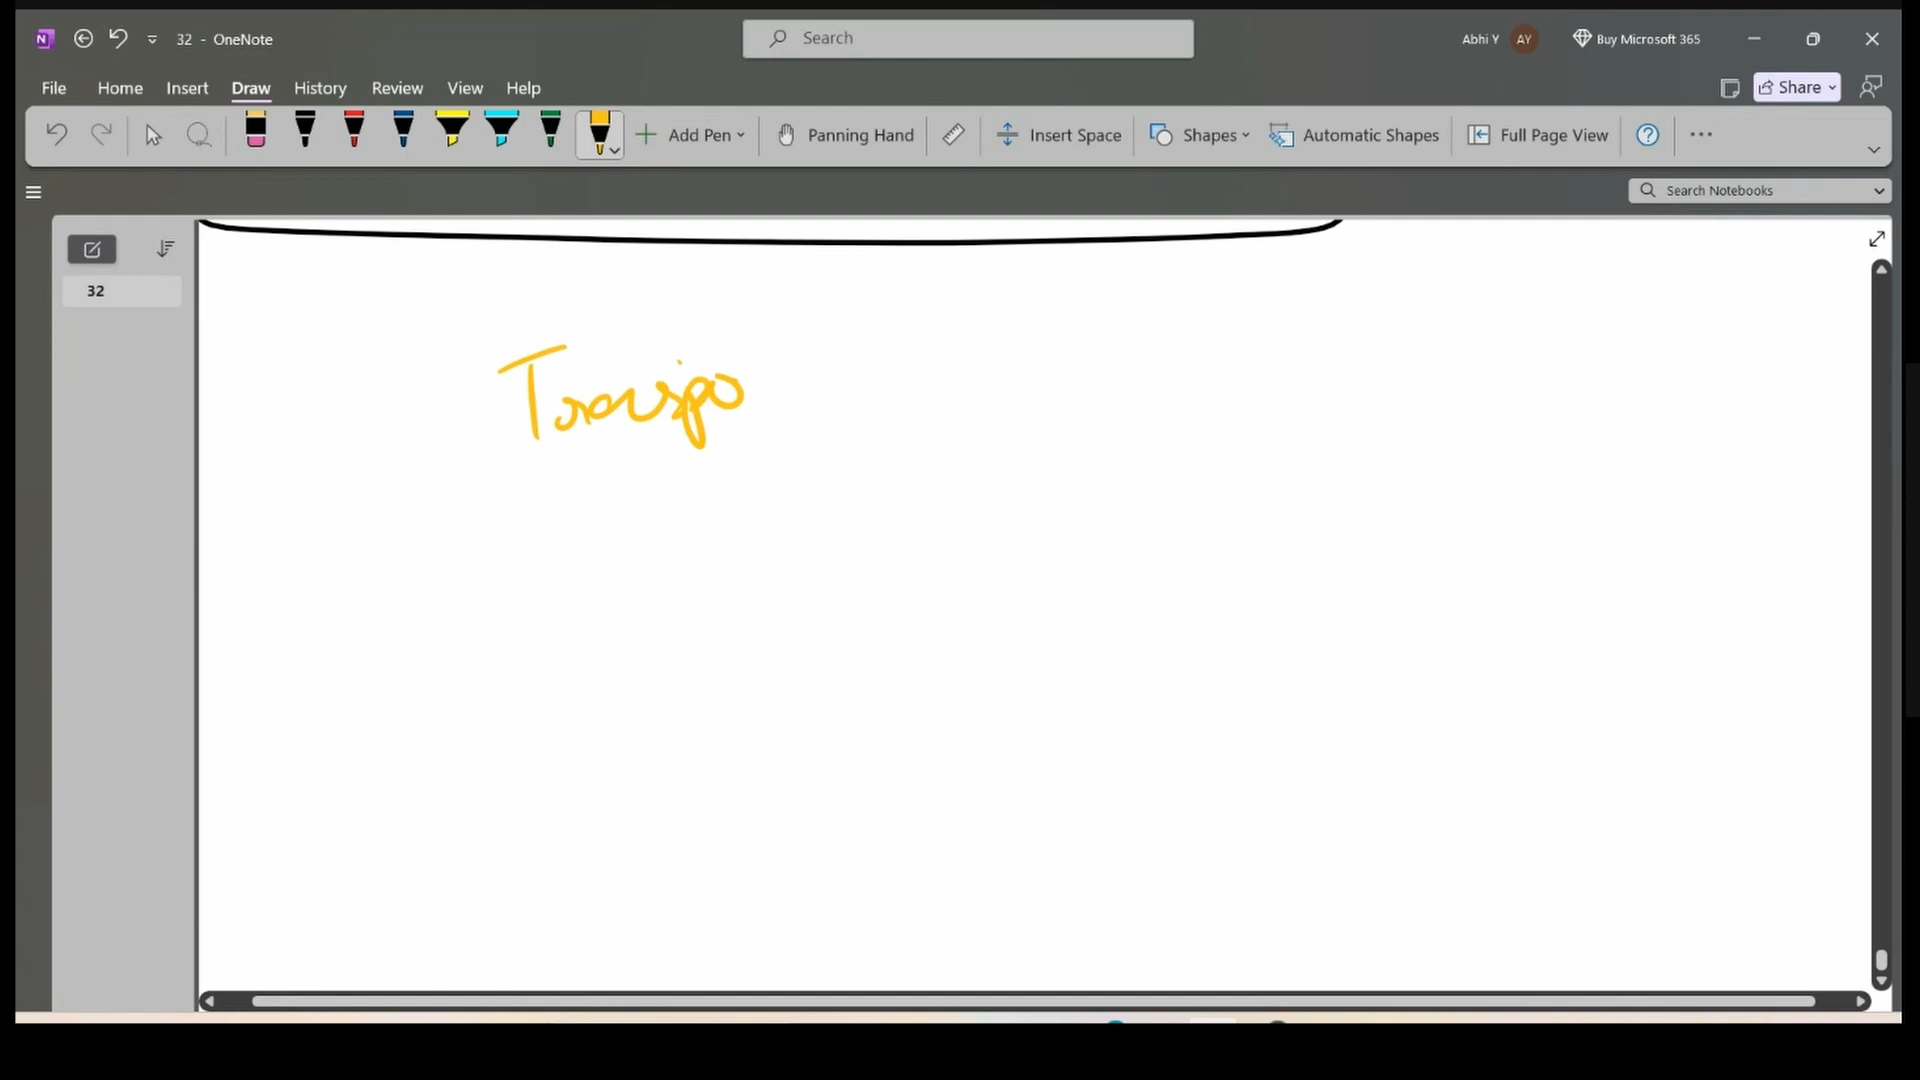 32 - OneNote
Search
Abhi Y AY Buy Microsoft 365
File Home Insert Draw History Review View Help
Share
Add Pen Panning Hand Insert Space Shapes Automatic Shapes Full Page View
Search Notebooks
32
Transpo